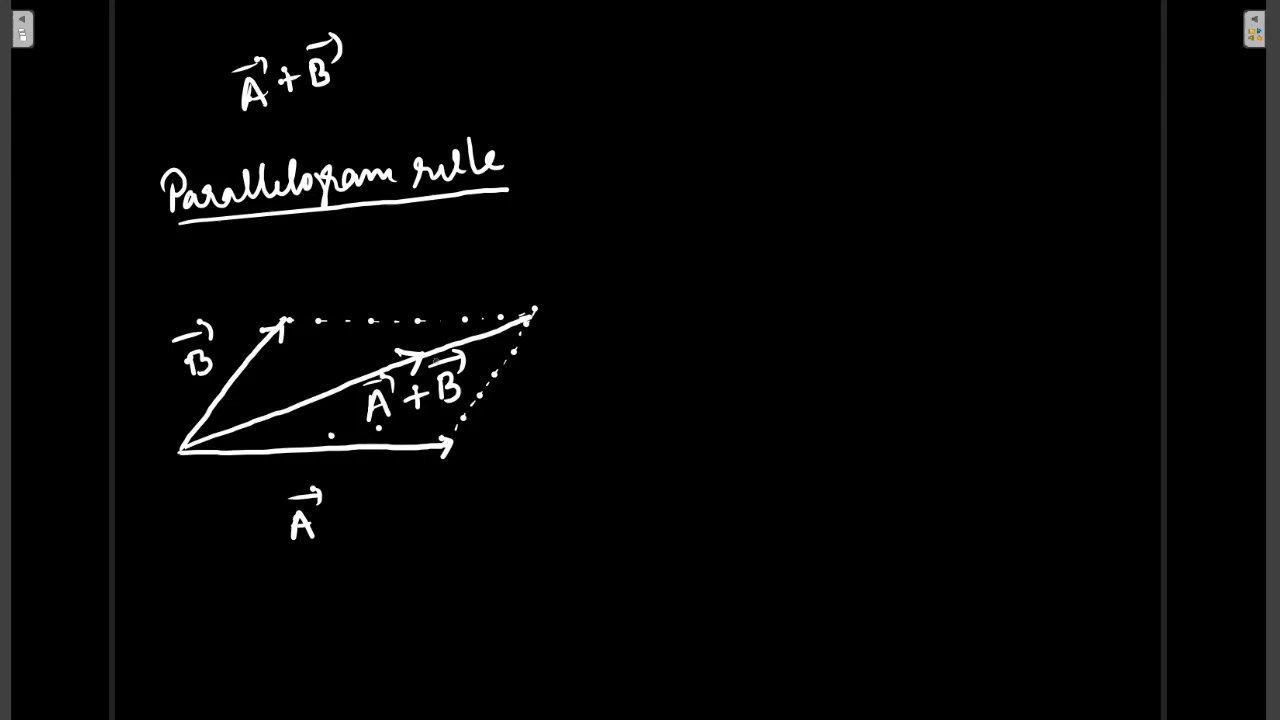 A⃗ + B⃗
Parallelogram rule
B⃗
A⃗ + B⃗
A⃗